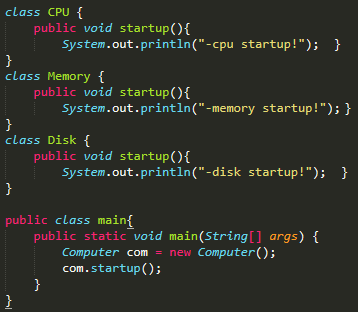 class CPU {
    public void startup(){
        System.out.println("-cpu startup!");  }
}
class Memory {
    public void startup(){
        System.out.println("-memory startup!"); }
}
class Disk {
    public void startup(){
        System.out.println("-disk startup!");  }
}

public class main{
    public static void main(String[] args) {
        Computer com = new Computer();
        com.startup();
    }
}